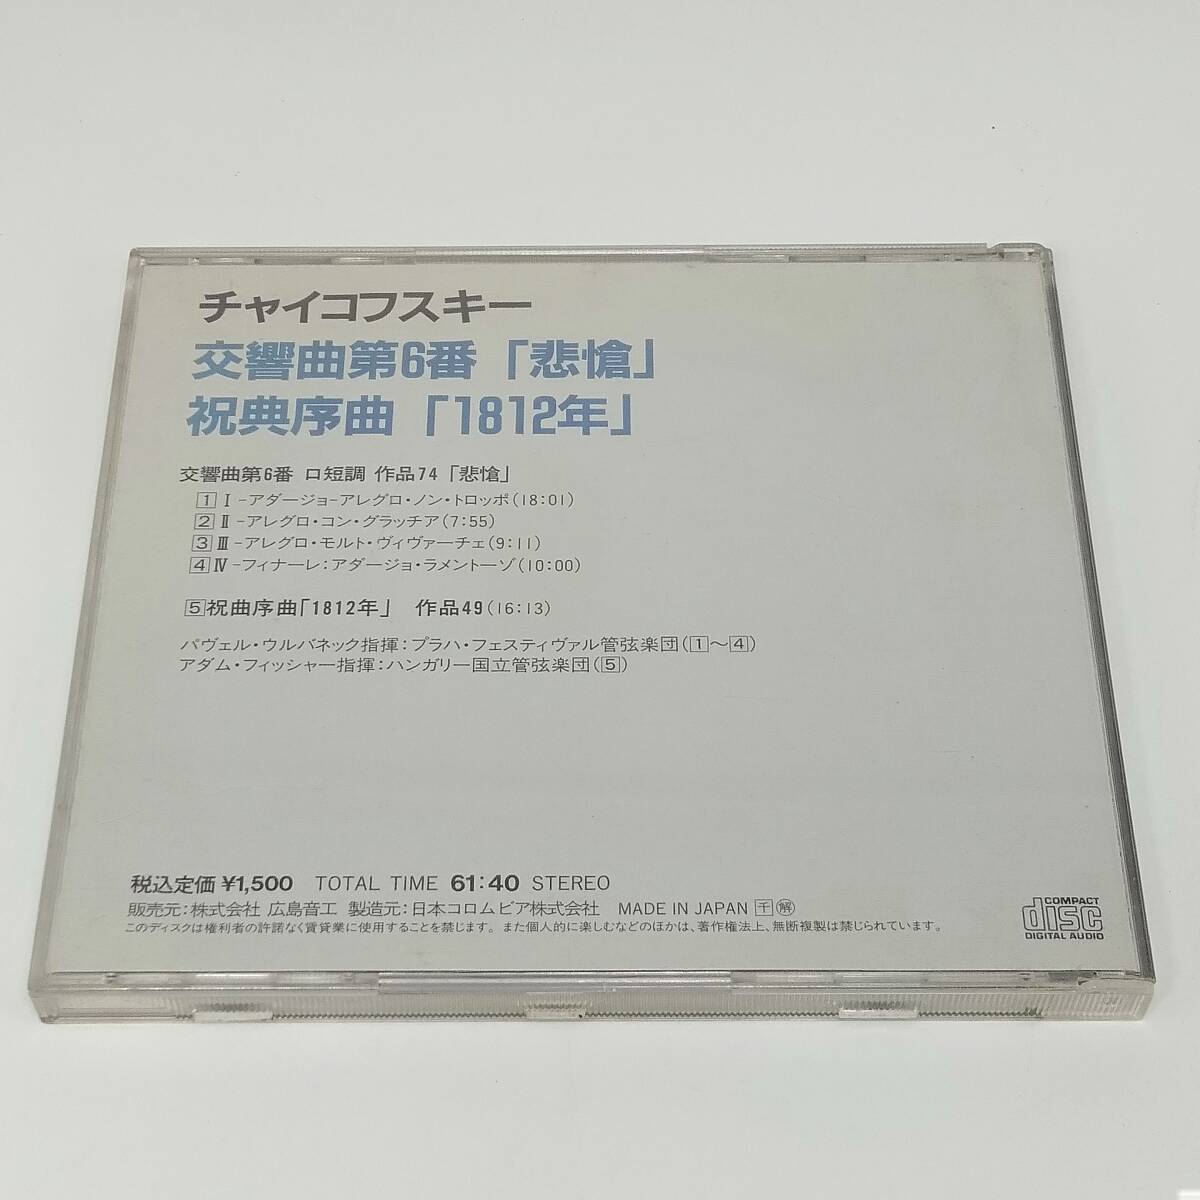 チャイコフスキー
交響曲第6番「悲愴」
祝典序曲「1812年」
交響曲第6番 ロ短調 作品74「悲愴」
1 Ⅰ-アダージョ-アレグロ・ノン・トロッポ(18:01)
2 Ⅱ-アレグロ・コン・グラッチア(7:55)
3 Ⅲ-アレグロ・モルト・ヴィヴァーチェ(9:11)
4 Ⅳ-フィナーレ:アダージョ・ラメントーゾ(10:00)
5 祝曲序曲「1812年」 作品49(16:13)
パヴェル・ウルバネック指揮:プラハ・フェスティヴァル管弦楽団(1〜4)
アダム・フィッシャー指揮:ハンガリー国立管弦楽団(5)
税込定価 ¥1,500 TOTAL TIME 61:40 STEREO
販売元:株式会社 広島音工 製造元:日本コロムビア株式会社 MADE IN JAPAN 干 解
このディスクは権利者の許諾なく賃貸業に使用することを禁じます。また個人的に楽しむなどのほかは、著作権法上、無断複製は禁じられています。
COMPACT
disc
DIGITAL AUDIO